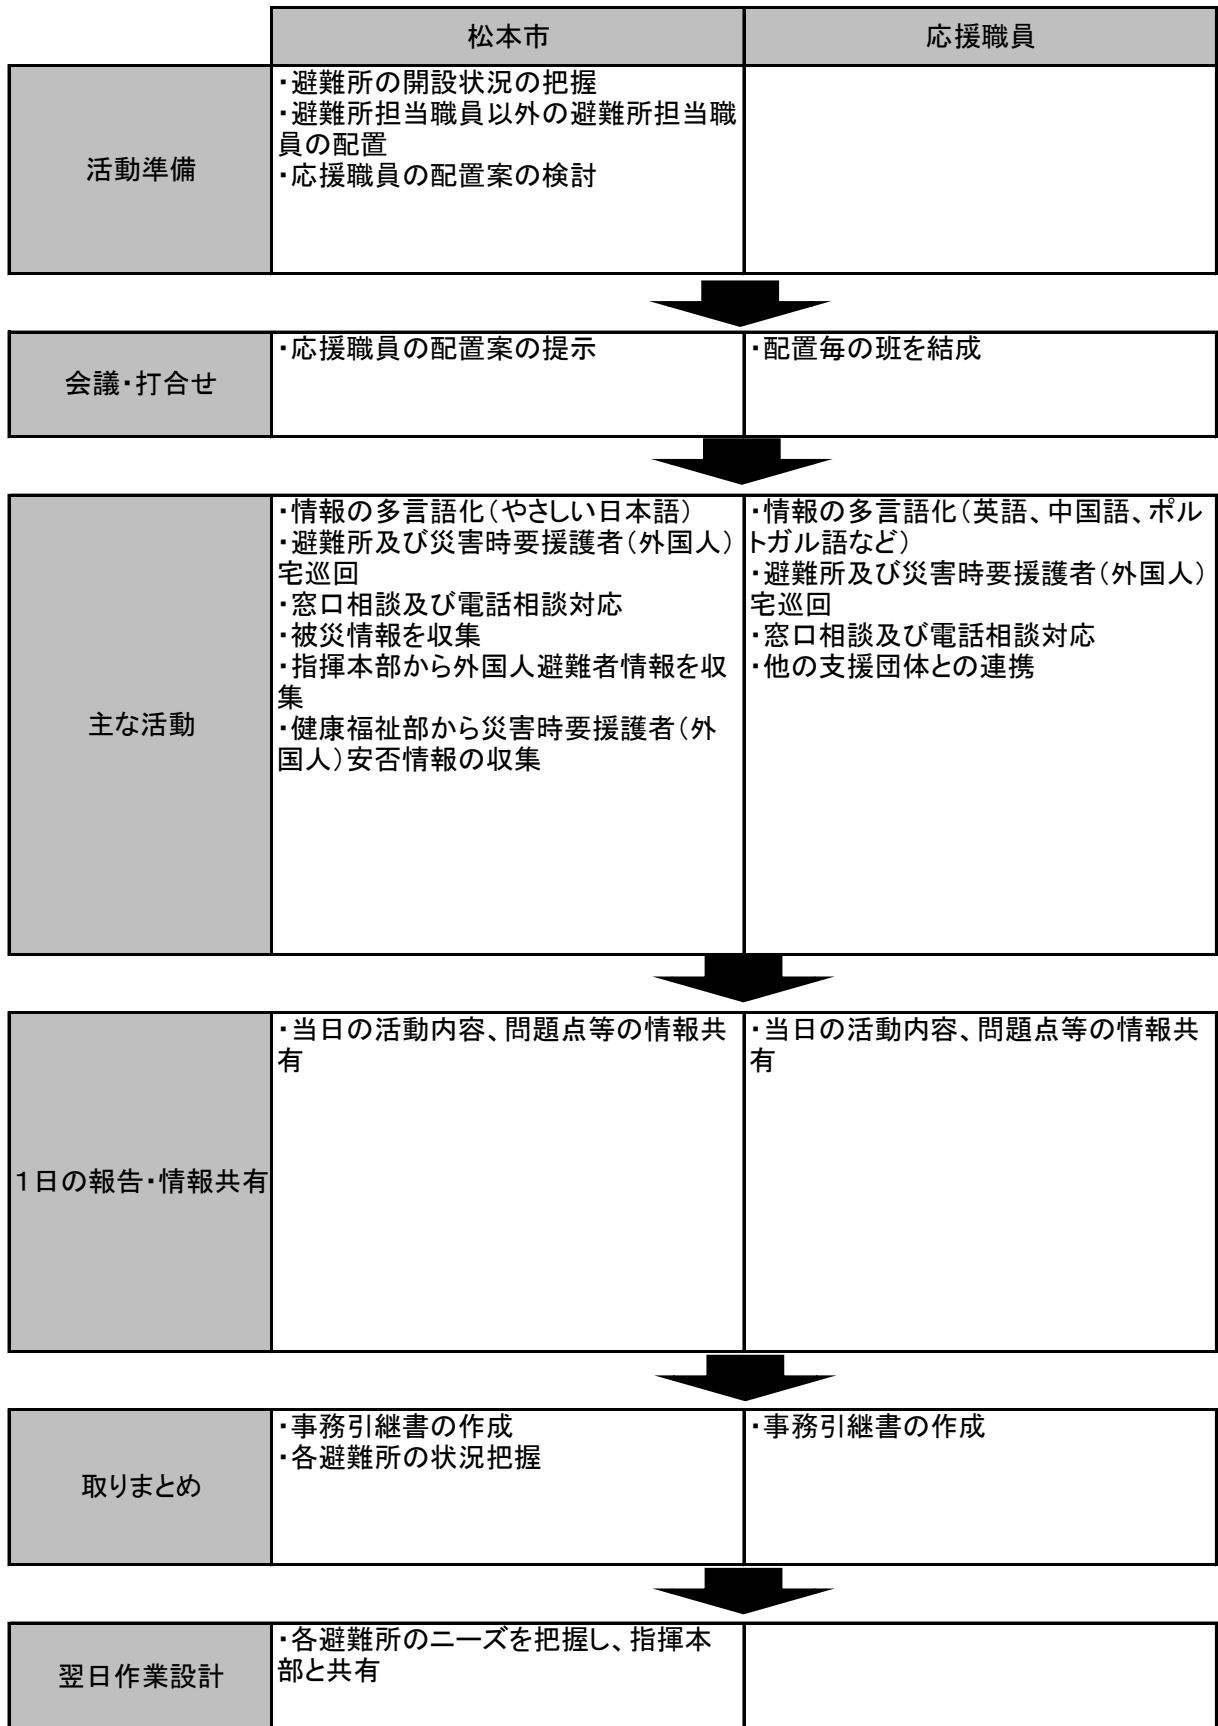 松本市
応援職員
活動準備
・避難所の開設状況の把握
・避難所担当職員以外の避難所担当職
員の配置
・応援職員の配置案の検討
会議・打合せ
・応援職員の配置案の提示
・配置毎の班を結成
主な活動
・情報の多言語化（やさしい日本語）
・避難所及び災害時要援護者（外国人）
宅巡回
・窓口相談及び電話相談対応
・被災情報を収集
・指揮本部から外国人避難者情報を収
集
・健康福祉部から災害時要援護者（外
国人）安否情報の収集
・情報の多言語化（英語、中国語、ポル
トガル語など）
・避難所及び災害時要援護者（外国人）
宅巡回
・窓口相談及び電話相談対応
・他の支援団体との連携
１日の報告・情報共有
・当日の活動内容、問題点等の情報共
有
・当日の活動内容、問題点等の情報共
有
取りまとめ
・事務引継書の作成
・各避難所の状況把握
・事務引継書の作成
翌日作業設計
・各避難所のニーズを把握し、指揮本
部と共有